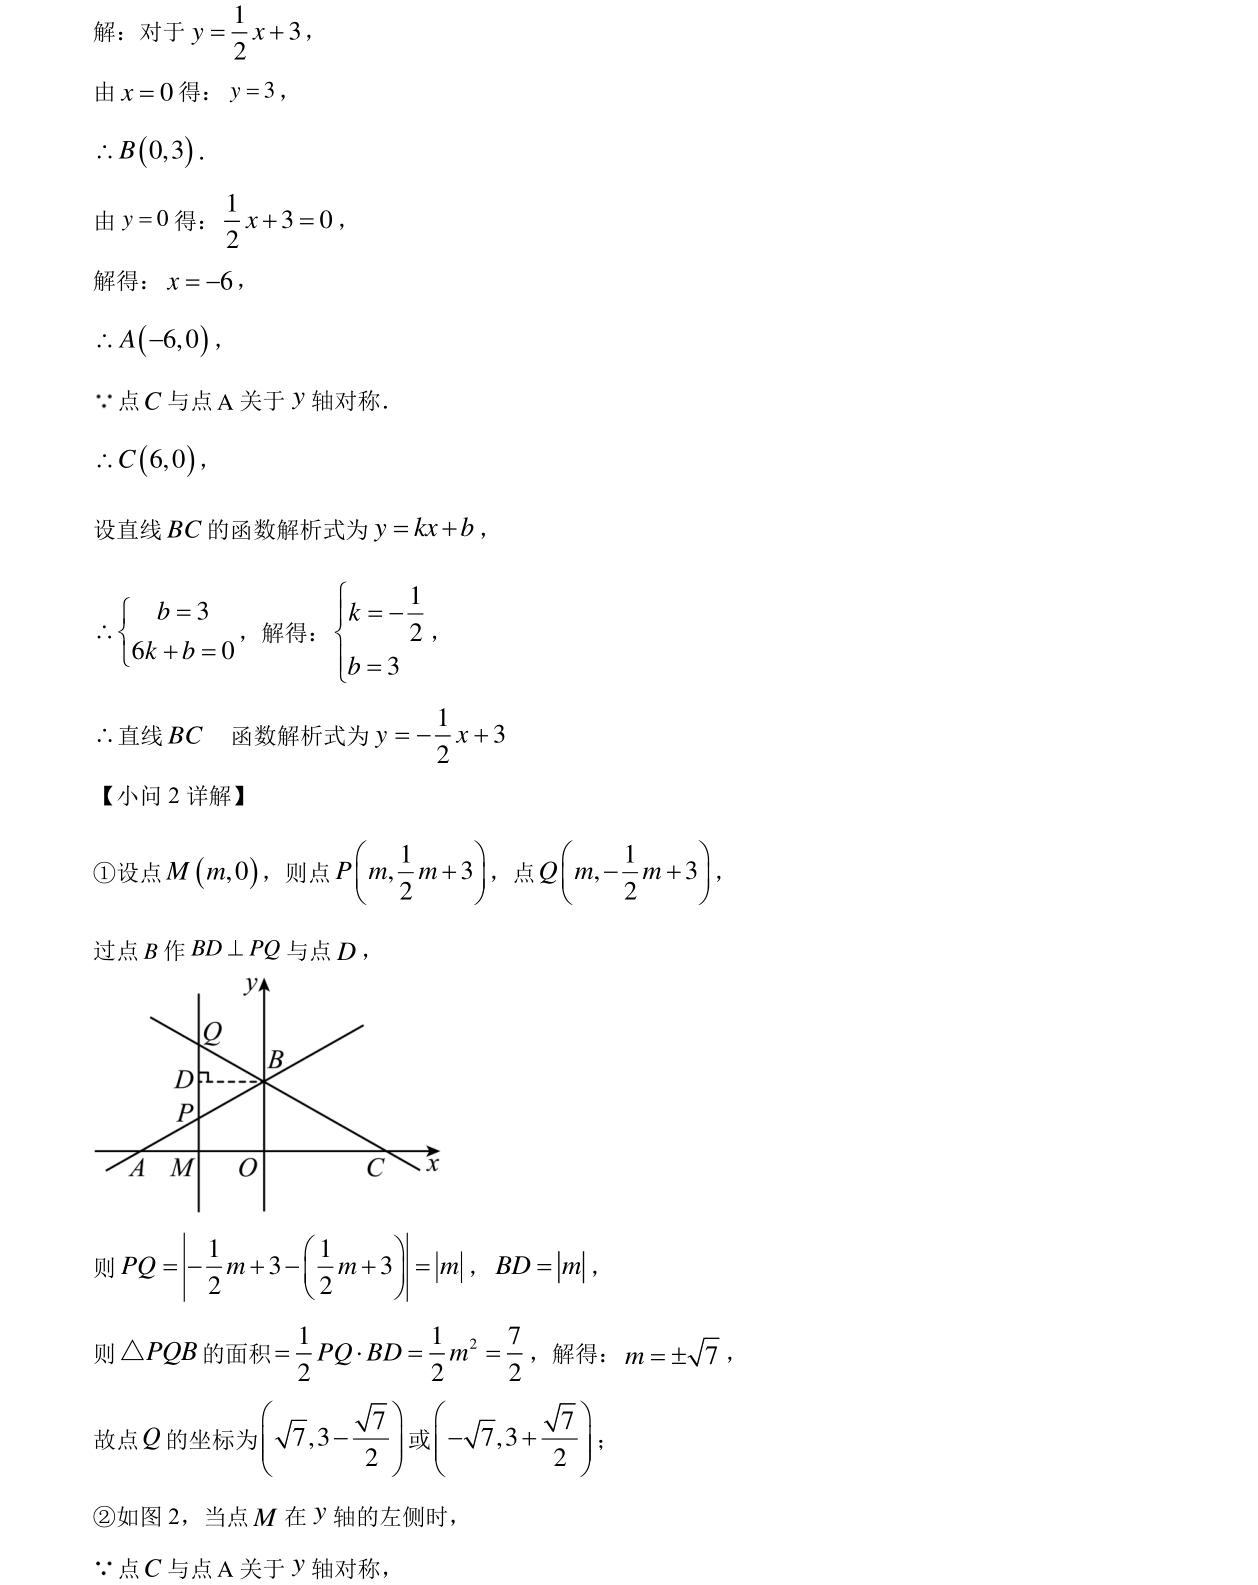 解：对于 y = 1/2 x + 3，
由 x = 0 得： y = 3，
∴ B(0,3)．
由 y = 0 得： 1/2 x + 3 = 0，
解得： x = −6，
∴ A(−6,0)，
∵点 C 与点 A 关于 y 轴对称．
∴ C(6,0)，
设直线 BC 的函数解析式为 y = kx + b，
∴ { b = 3 6k + b = 0 ，解得： { k = −1/2 b = 3 ，
∴直线 BC 函数解析式为 y = −1/2 x + 3
【小问 2 详解】
①设点 M(m,0)，则点 P(m, 1/2 m + 3)，点 Q(m, −1/2 m + 3)，
过点 B 作 BD ⊥ PQ 与点 D，
y
Q
B
D
P
A M O C x
则 PQ = |−1/2 m + 3 − (1/2 m + 3)| = |m|，BD = |m|，
则 △PQB 的面积 = 1/2 PQ · BD = 1/2 m² = 7/2，解得： m = ±√7，
故点 Q 的坐标为 (√7, 3 − √7/2) 或 (−√7, 3 + √7/2)；
②如图 2，当点 M 在 y 轴的左侧时，
∵点 C 与点 A 关于 y 轴对称，